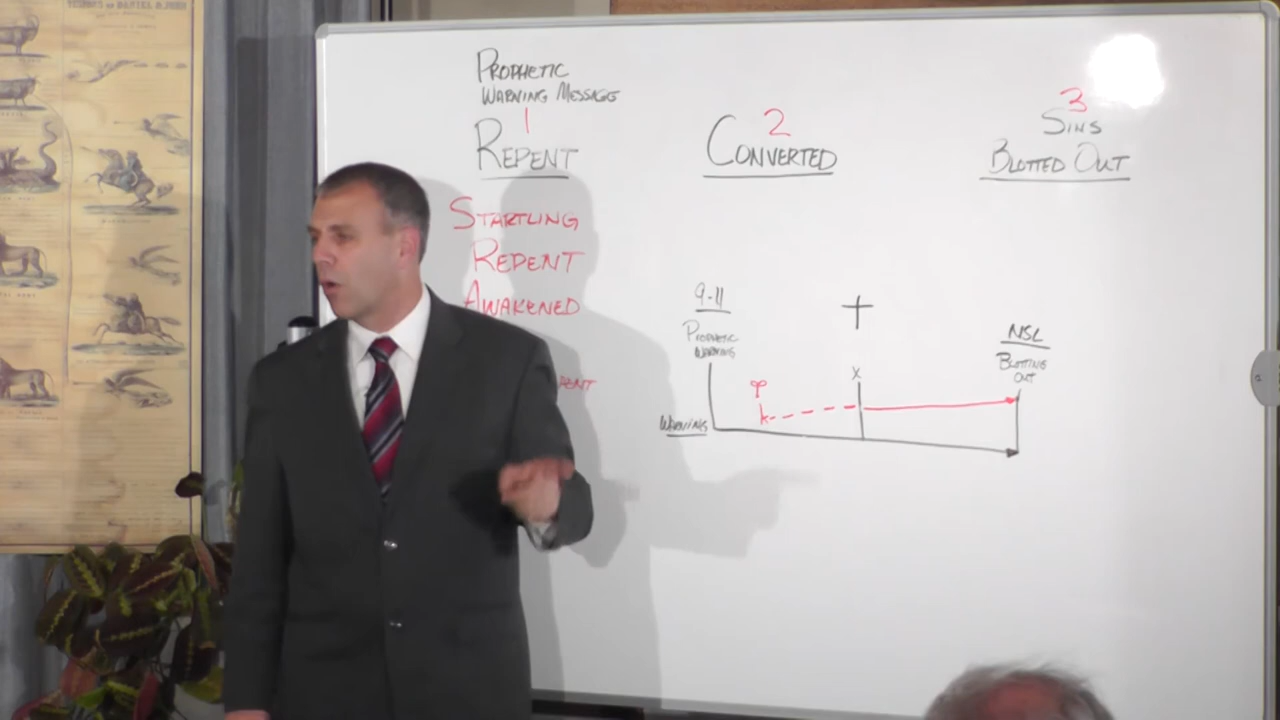 PROPHETIC
WARNING MESSAGE
1
REPENT
2
CONVERTED
3
SINS
BLOTTED OUT
STARTLING
REPENT
AWAKENED
9-11
PROPHETIC
WARNING
WARNING
X
NSL
BLOTTING
OUT